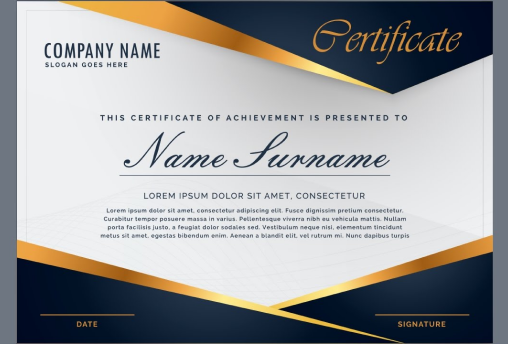 COMPANY NAME
SLOGAN GOES HERE
Certificate
THIS CERTIFICATE OF ACHIEVEMENT IS PRESENTED TO
Name Surname
LOREM IPSUM DOLOR SIT AMET, CONSECTETUR
Lorem ipsum dolor sit amet, consectetur adipiscing elit. Fusce dignissim pretium consectetur.
Curabitur tempor posuere massa in varius. Pellentesque viverra nibh eu vehicula mattis. Nullam
porta facilisis justo, a feugiat dolor sodales in. Vestibulum neque nisi, elementum tincidunt
metus sit amet, egestas bibendum enim. Aenean a blandit elit, vel rutrum mi. Nunc dapibus turpis
DATE
SIGNATURE